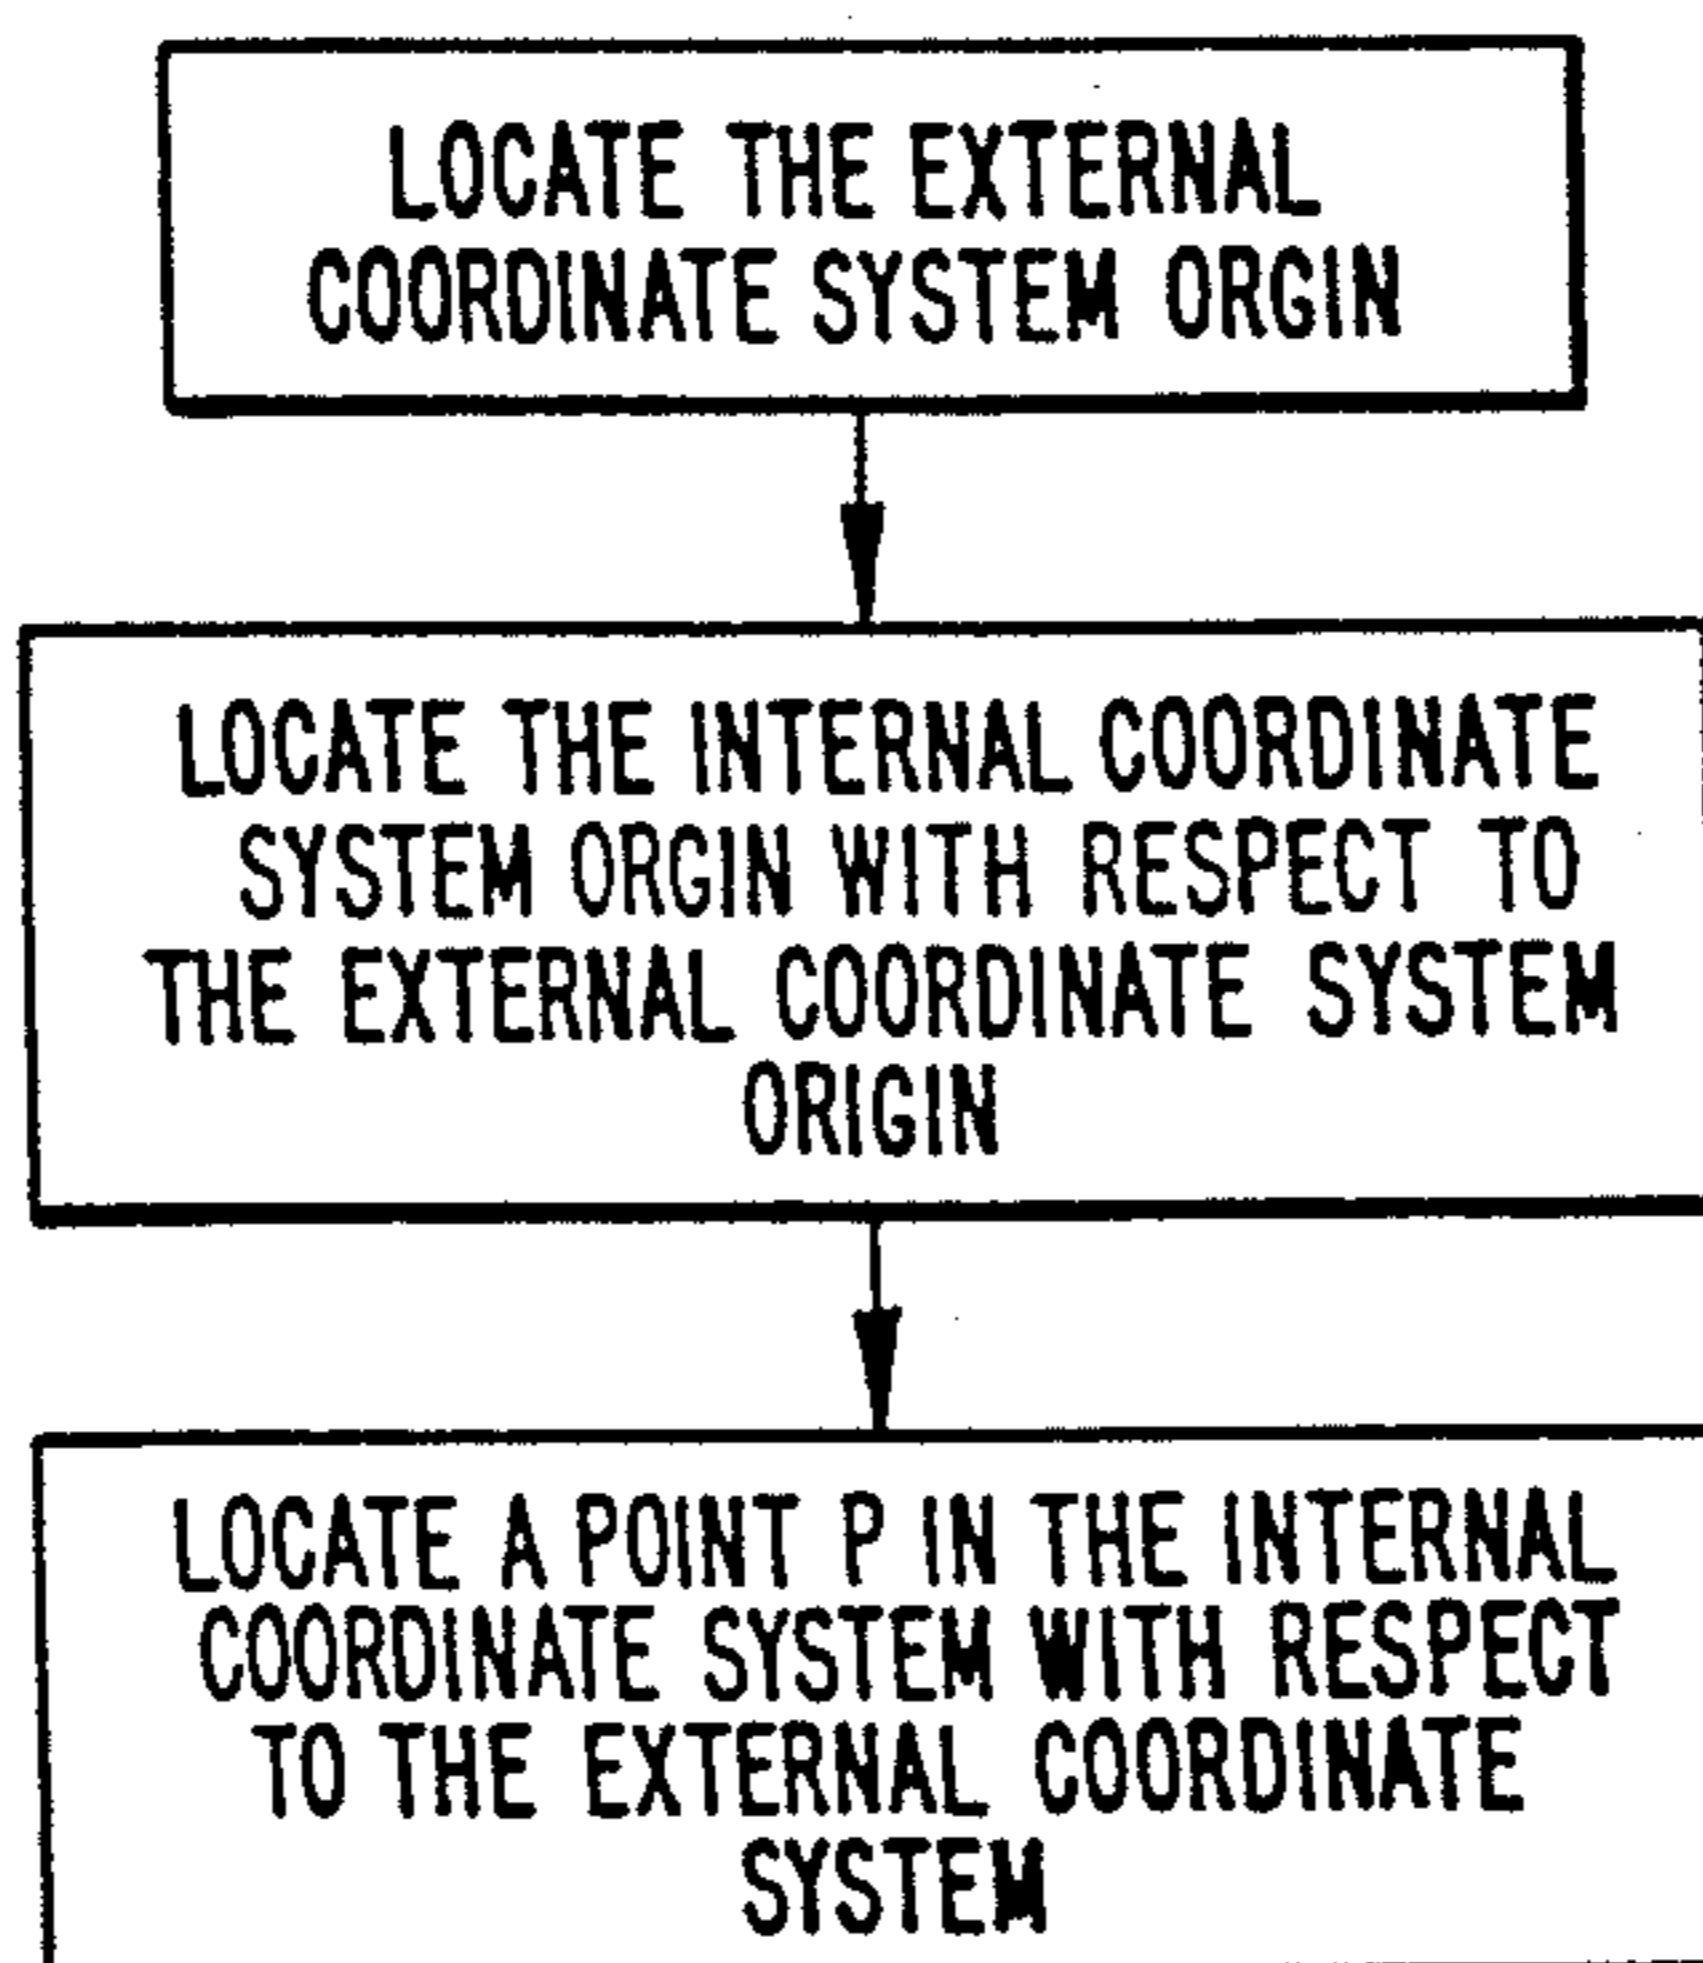 LOCATE THE EXTERNAL
COORDINATE SYSTEM ORGIN
LOCATE THE INTERNAL COORDINATE
SYSTEM ORGIN WITH RESPECT TO
THE EXTERNAL COORDINATE SYSTEM
ORIGIN
LOCATE A POINT P IN THE INTERNAL
COORDINATE SYSTEM WITH RESPECT
TO THE EXTERNAL COORDINATE
SYSTEM